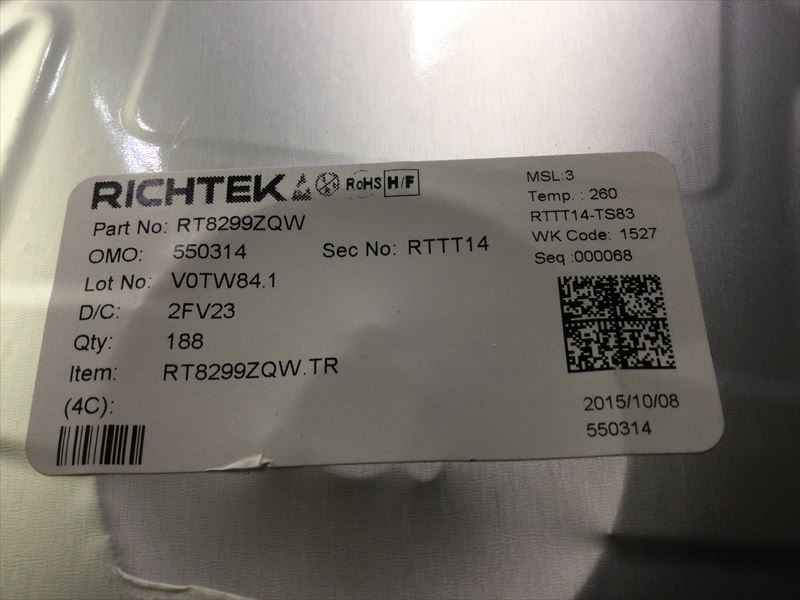 RICHTEK RoHS H/F
Part No: RT8299ZQW
OMO: 550314 Sec No: RTTT14
Lot No: V0TW84.1
D/C: 2FV23
Qty: 188
Item: RT8299ZQW.TR
(4C):
MSL:3
Temp. : 260
RTTT14-TS83
WK Code: 1527
Seq :000068
2015/10/08
550314